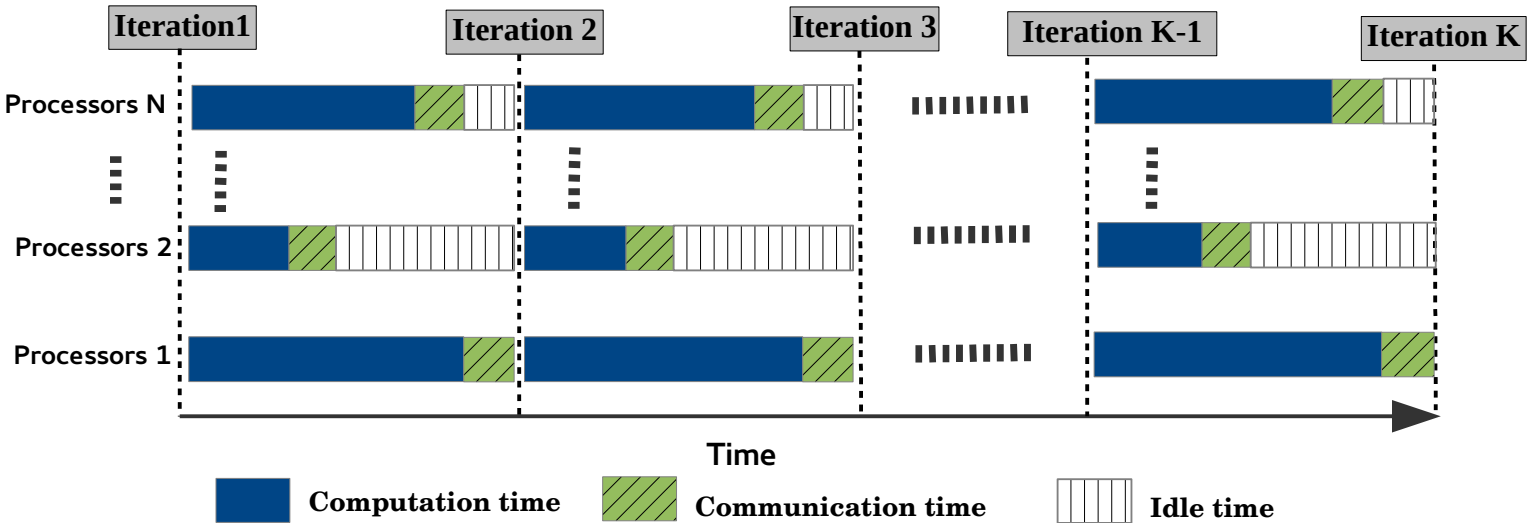 Iteration1
Iteration 2
Iteration 3
Iteration K-1
Iteration K
Processors N
Processors 2
Processors 1
Time
Computation time
Communication time
Idle time